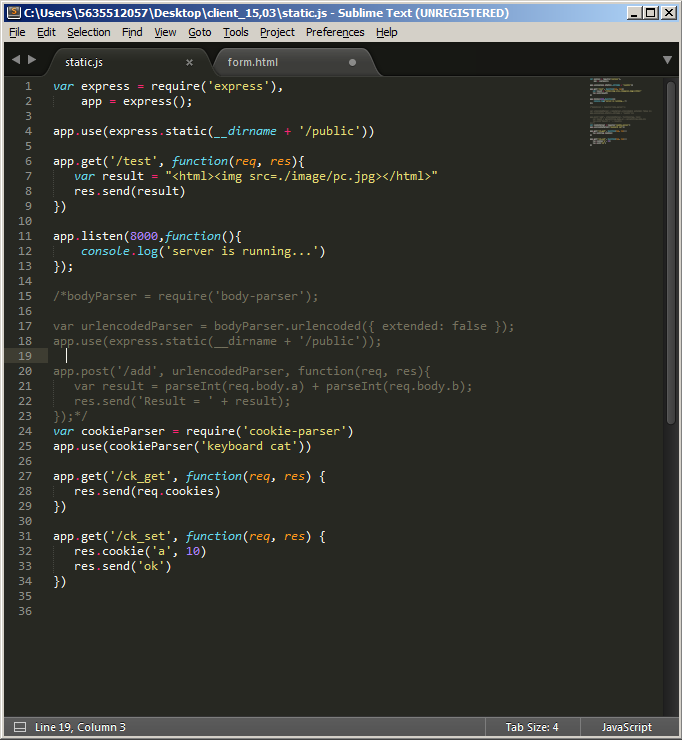 C:\Users\5635512057\Desktop\client_15,03\static.js - Sublime Text (UNREGISTERED)
File Edit Selection Find View Goto Tools Project Preferences Help
static.js × form.html
1 var express = require('express'),
2     app = express();
3
4 app.use(express.static(__dirname + '/public'))
5
6 app.get('/test', function(req, res){
7    var result = "<html><img src=./image/pc.jpg></html>"
8    res.send(result)
9 })
10
11 app.listen(8000,function(){
12     console.log('server is running...')
13 });
14
15 /*bodyParser = require('body-parser');
16
17 var urlencodedParser = bodyParser.urlencoded({ extended: false });
18 app.use(express.static(__dirname + '/public'));
19
20 app.post('/add', urlencodedParser, function(req, res){
21    var result = parseInt(req.body.a) + parseInt(req.body.b);
22    res.send('Result = ' + result);
23 });*/
24 var cookieParser = require('cookie-parser')
25 app.use(cookieParser('keyboard cat'))
26
27 app.get('/ck_get', function(req, res) {
28    res.send(req.cookies)
29 })
30
31 app.get('/ck_set', function(req, res) {
32    res.cookie('a', 10)
33    res.send('ok')
34 })
35
36
Line 19, Column 3 Tab Size: 4 JavaScript